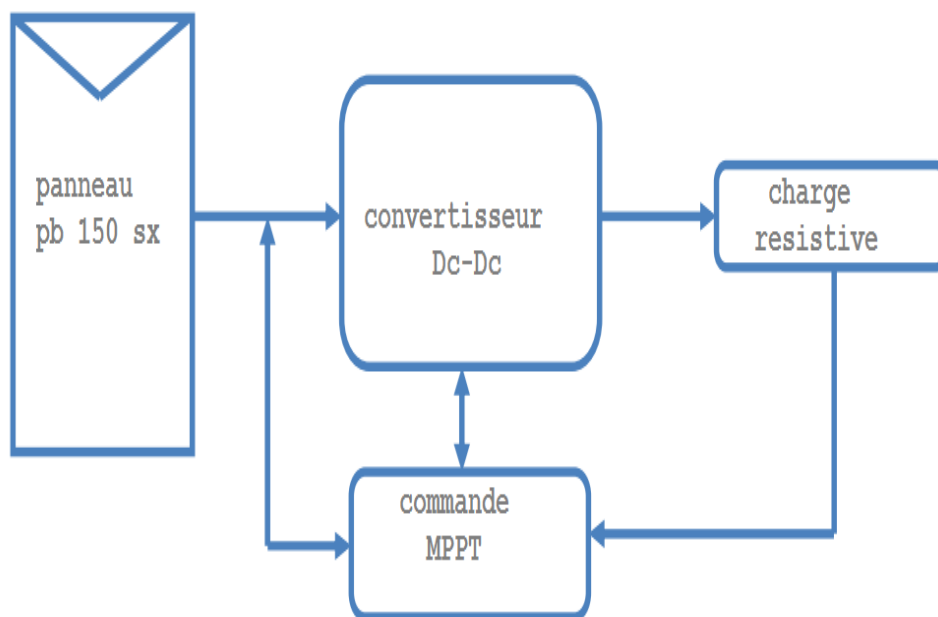 panneau
pb 150 sx
convertisseur
Dc-Dc
charge
resistive
commande
MPPT